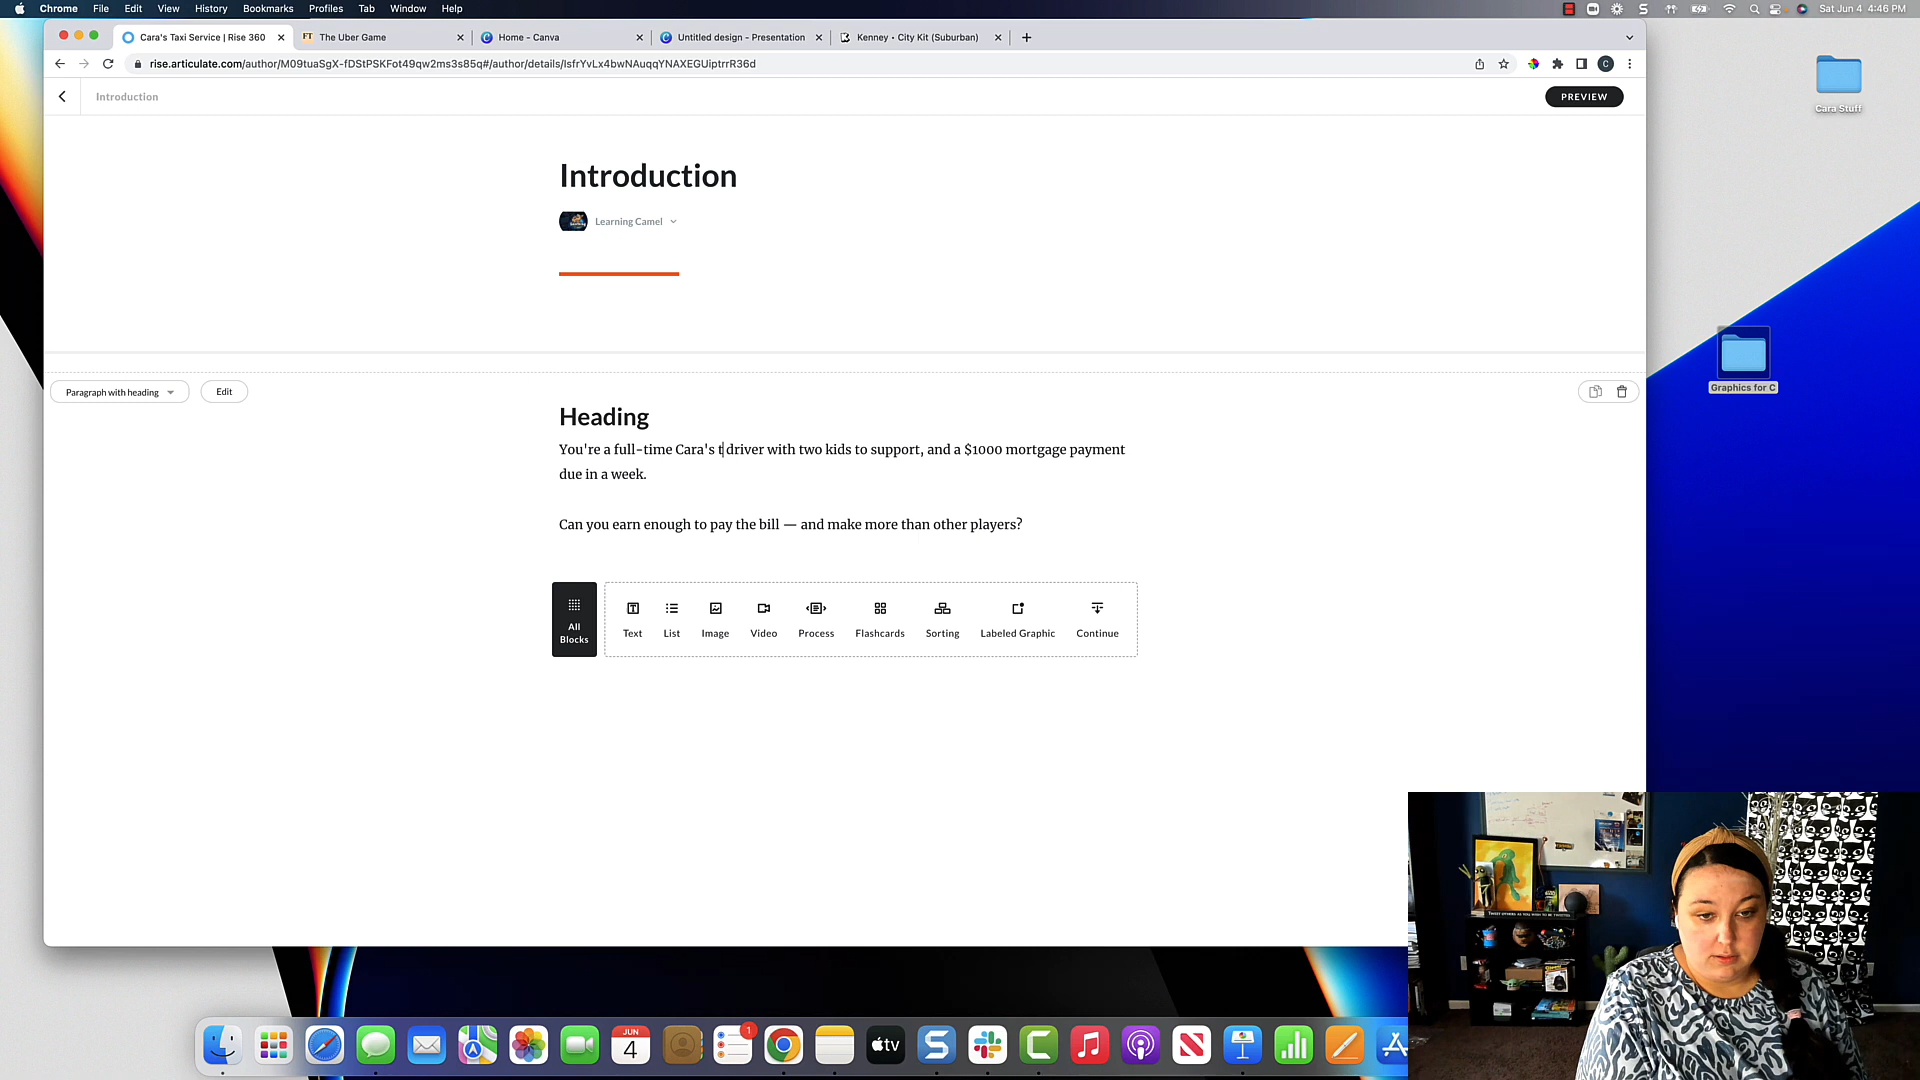 Chrome File Edit View History Bookmarks Profiles Tab Window Help
Sat Jun 4 4:46 PM
Cara's Taxi Service | Rise 360
FT The Uber Game
Home - Canva
Untitled design - Presentation
Kenney • City Kit (Suburban)
rise.articulate.com/author/M09tuaSgX-fDStPSKFot49qw2ms3s85q#/author/details/IsfrYvLx4bwNAuqqYNAXEGUiptrrR36d
C
Introduction
PREVIEW
Cara Stuff
Introduction
Learning Camel
Graphics for C
Paragraph with heading
Edit
Heading
You're a full-time Cara's t driver with two kids to support, and a $1000 mortgage payment
due in a week.
Can you earn enough to pay the bill — and make more than other players?
All
Blocks
Text List Image Video Process Flashcards Sorting Labeled Graphic Continue
JUN
4
1
tv